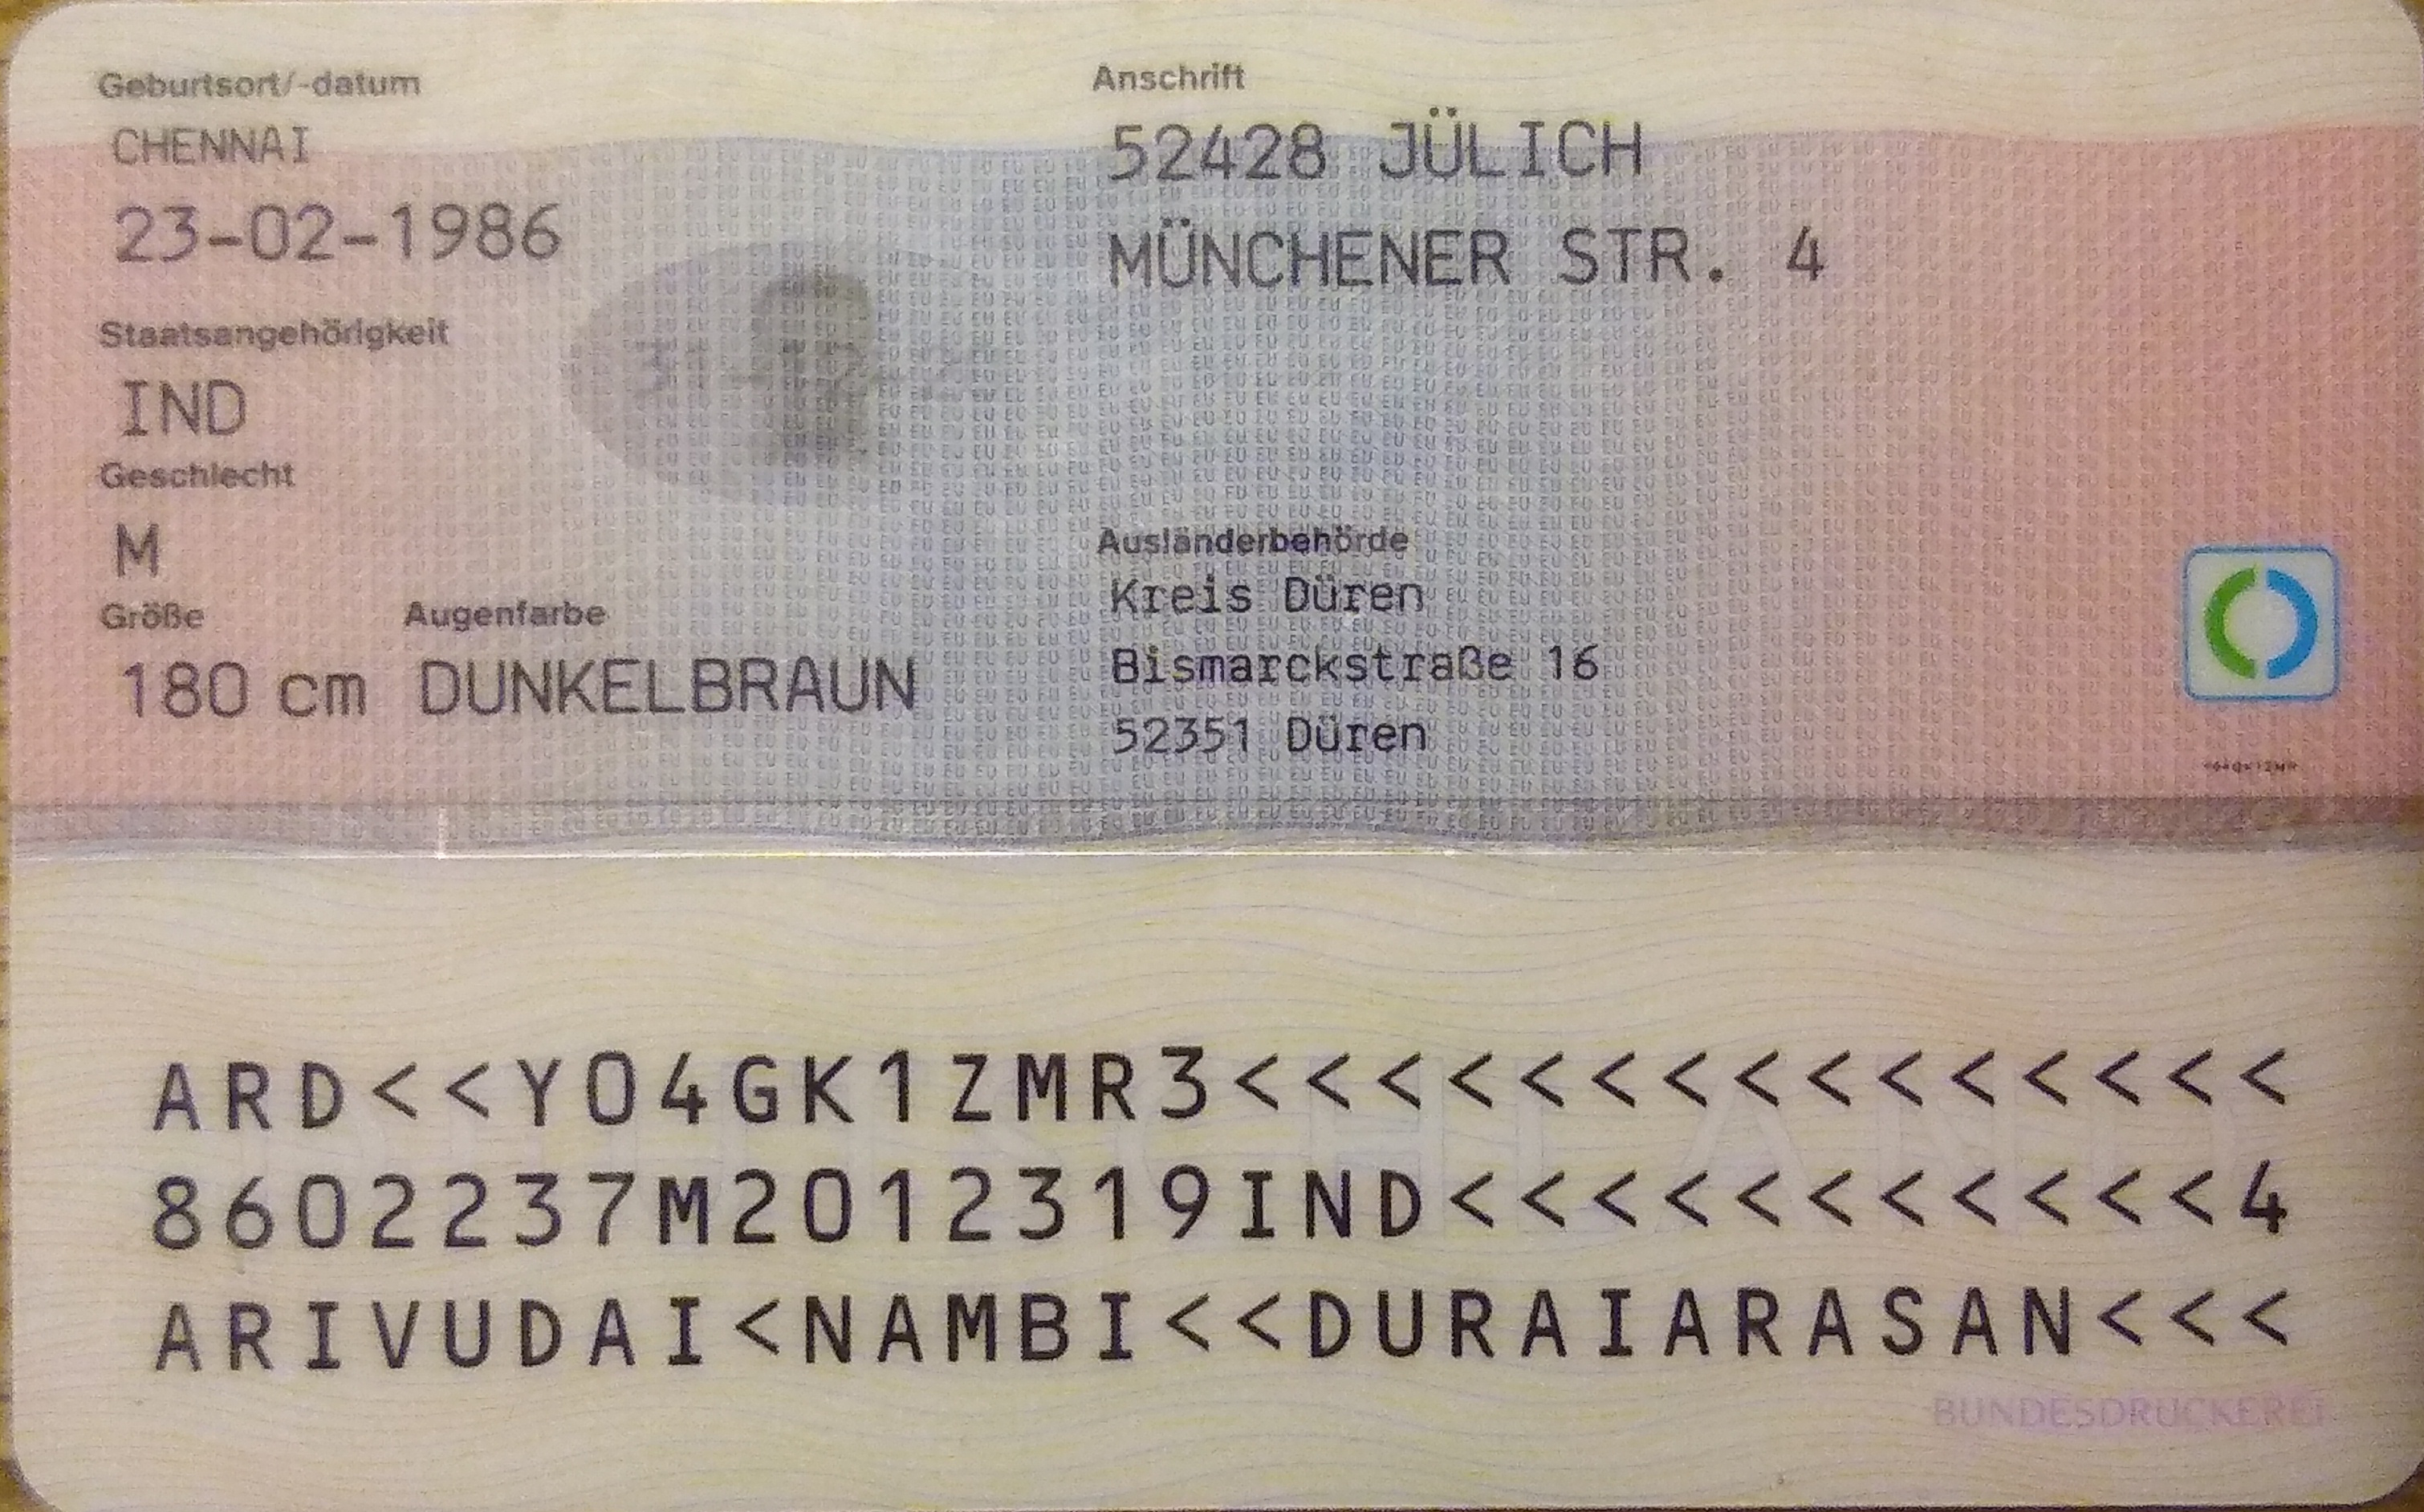 Geburtsort/-datum
CHENNAI
23-02-1986
Staatsangehörigkeit
IND
Geschlecht
M
Größe Augenfarbe
180 cm DUNKELBRAUN
Anschrift
52428 JÜLICH
MÜNCHENER STR. 4
Ausländerbehörde
Kreis Düren
Bismarckstraße 16
52351 Düren
ARD<<Y04GK1ZMR3<<<<<<<<<<<<<<<
8602237M2012319IND<<<<<<<<<<<4
ARIVUDAI<NAMBI<<DURAIARASAN<<<
BUNDESDRUCKEREI